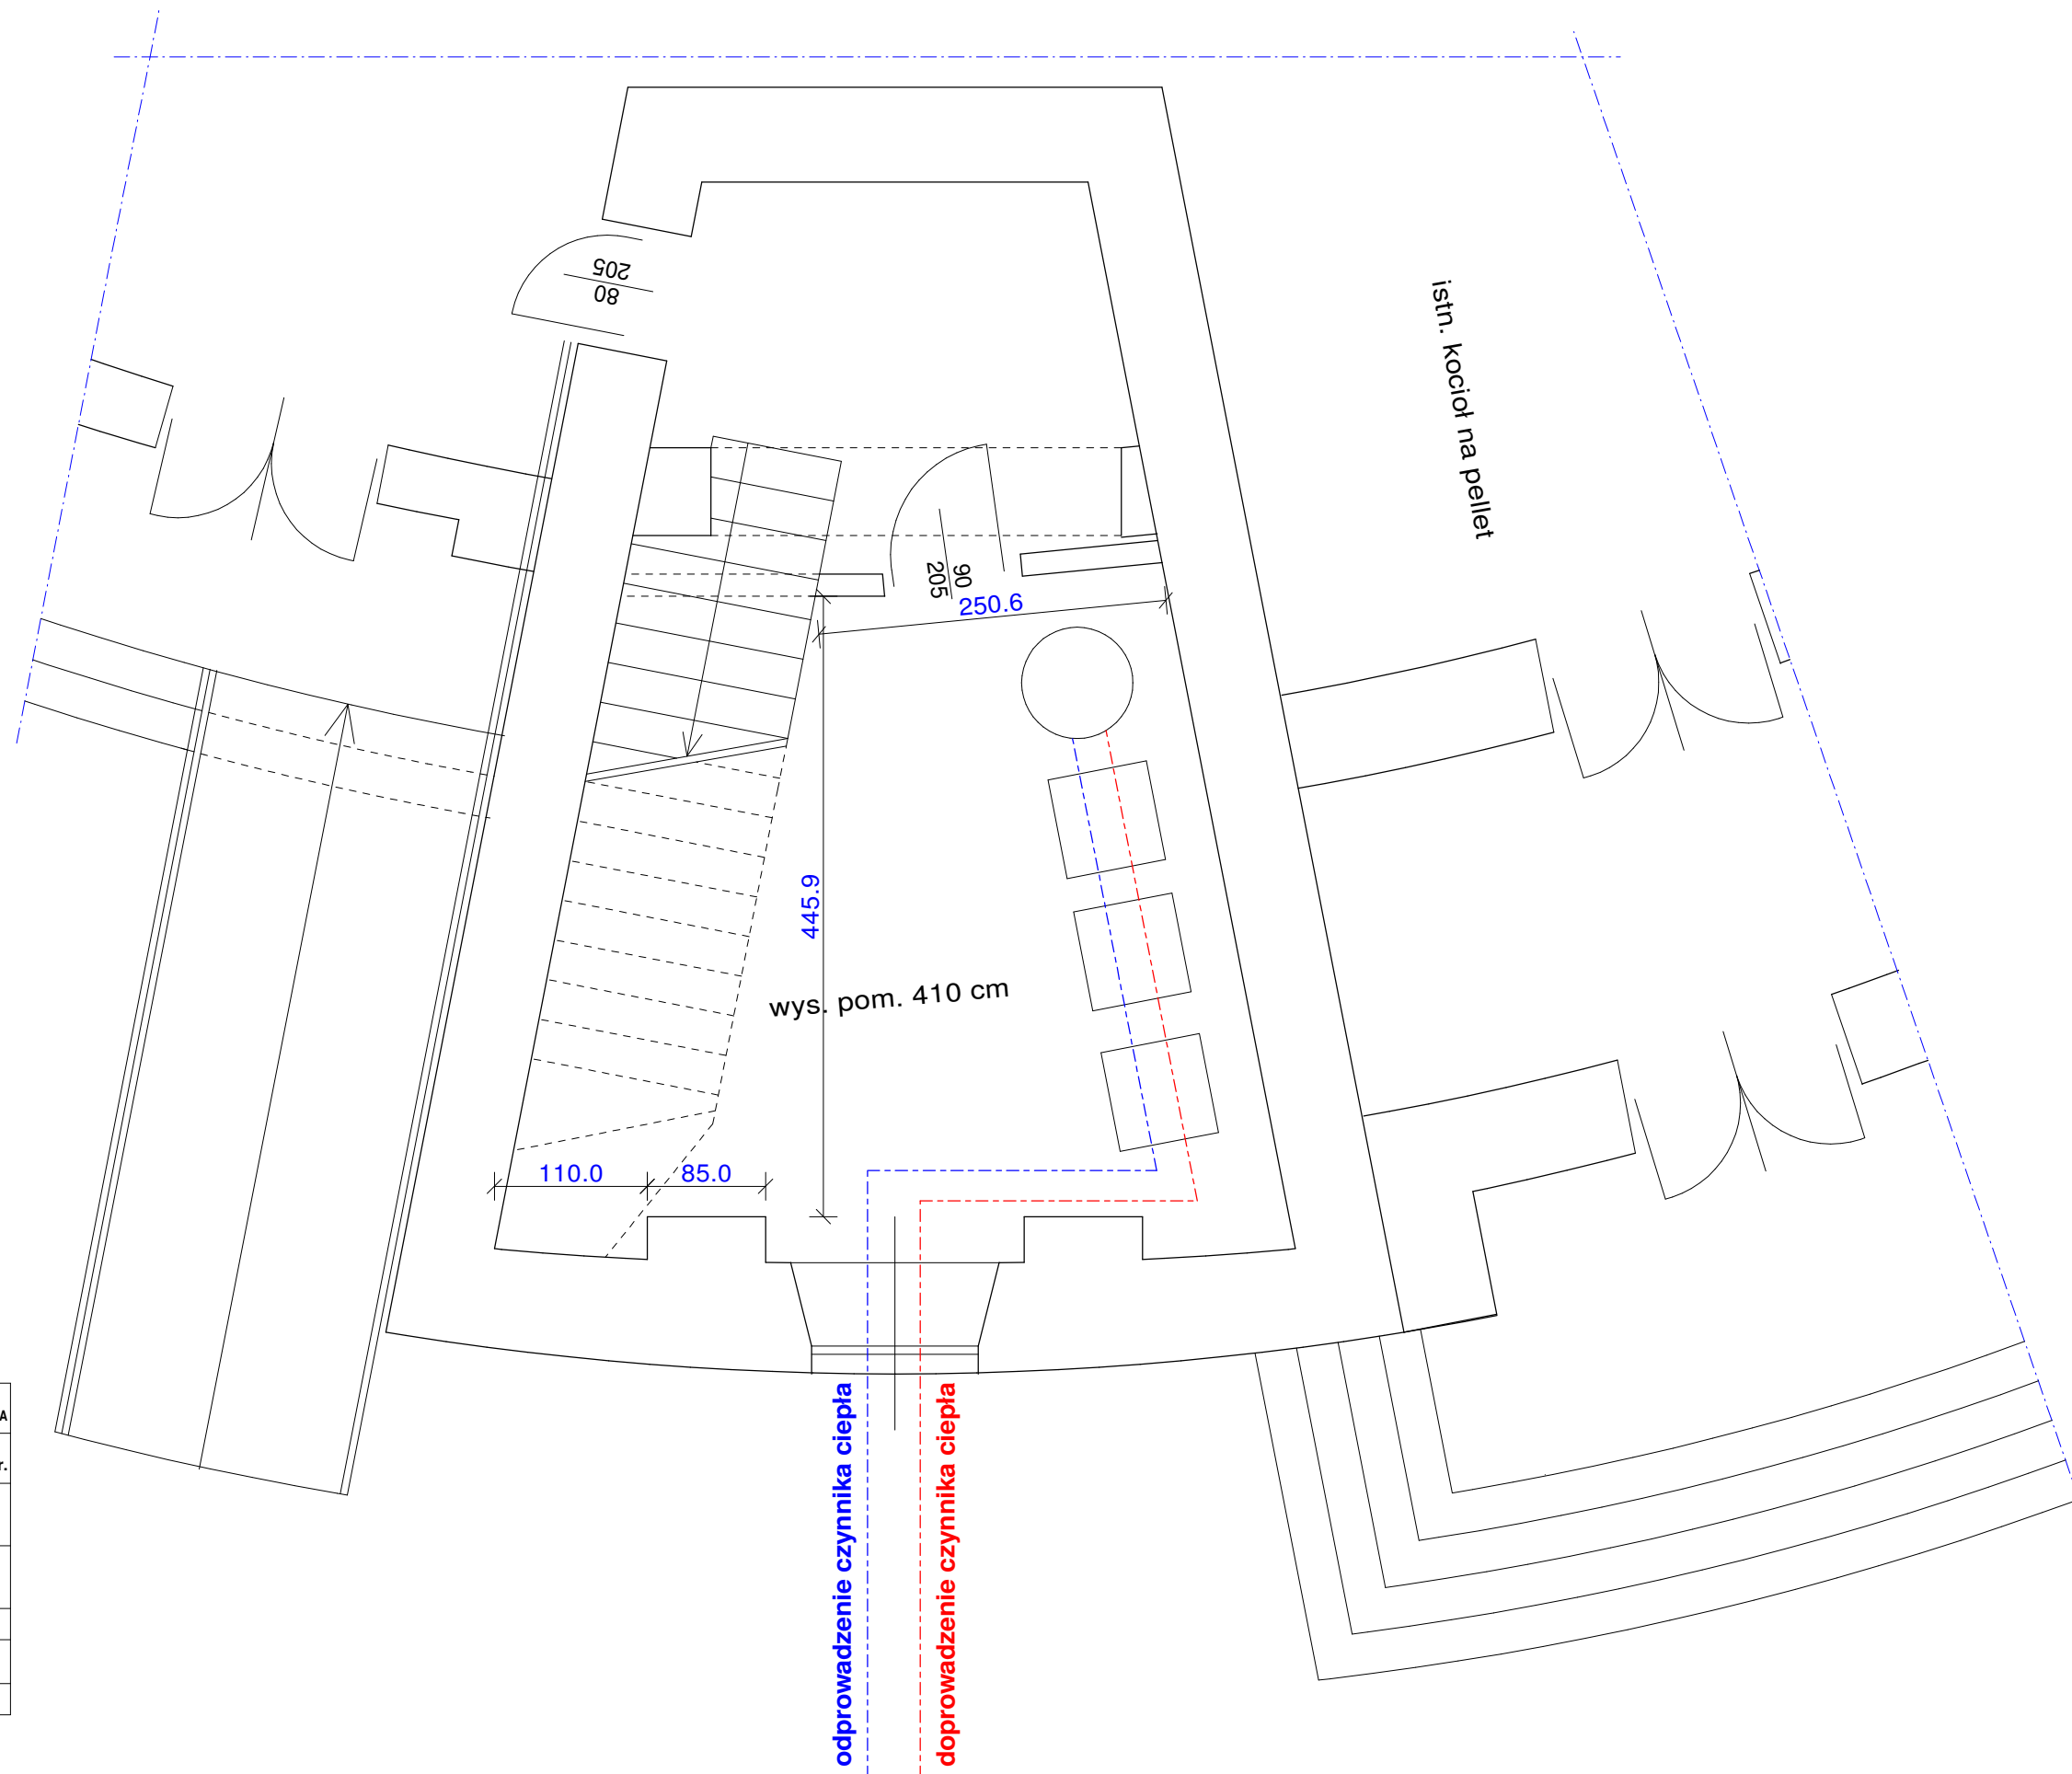 205
80
istn. kocioł na pellet
90
205
250.6
445.9
wys. pom. 410 cm
110.0
85.0
odprowadzenie czynnika ciepła
doprowadzenie czynnika ciepła
A
r.